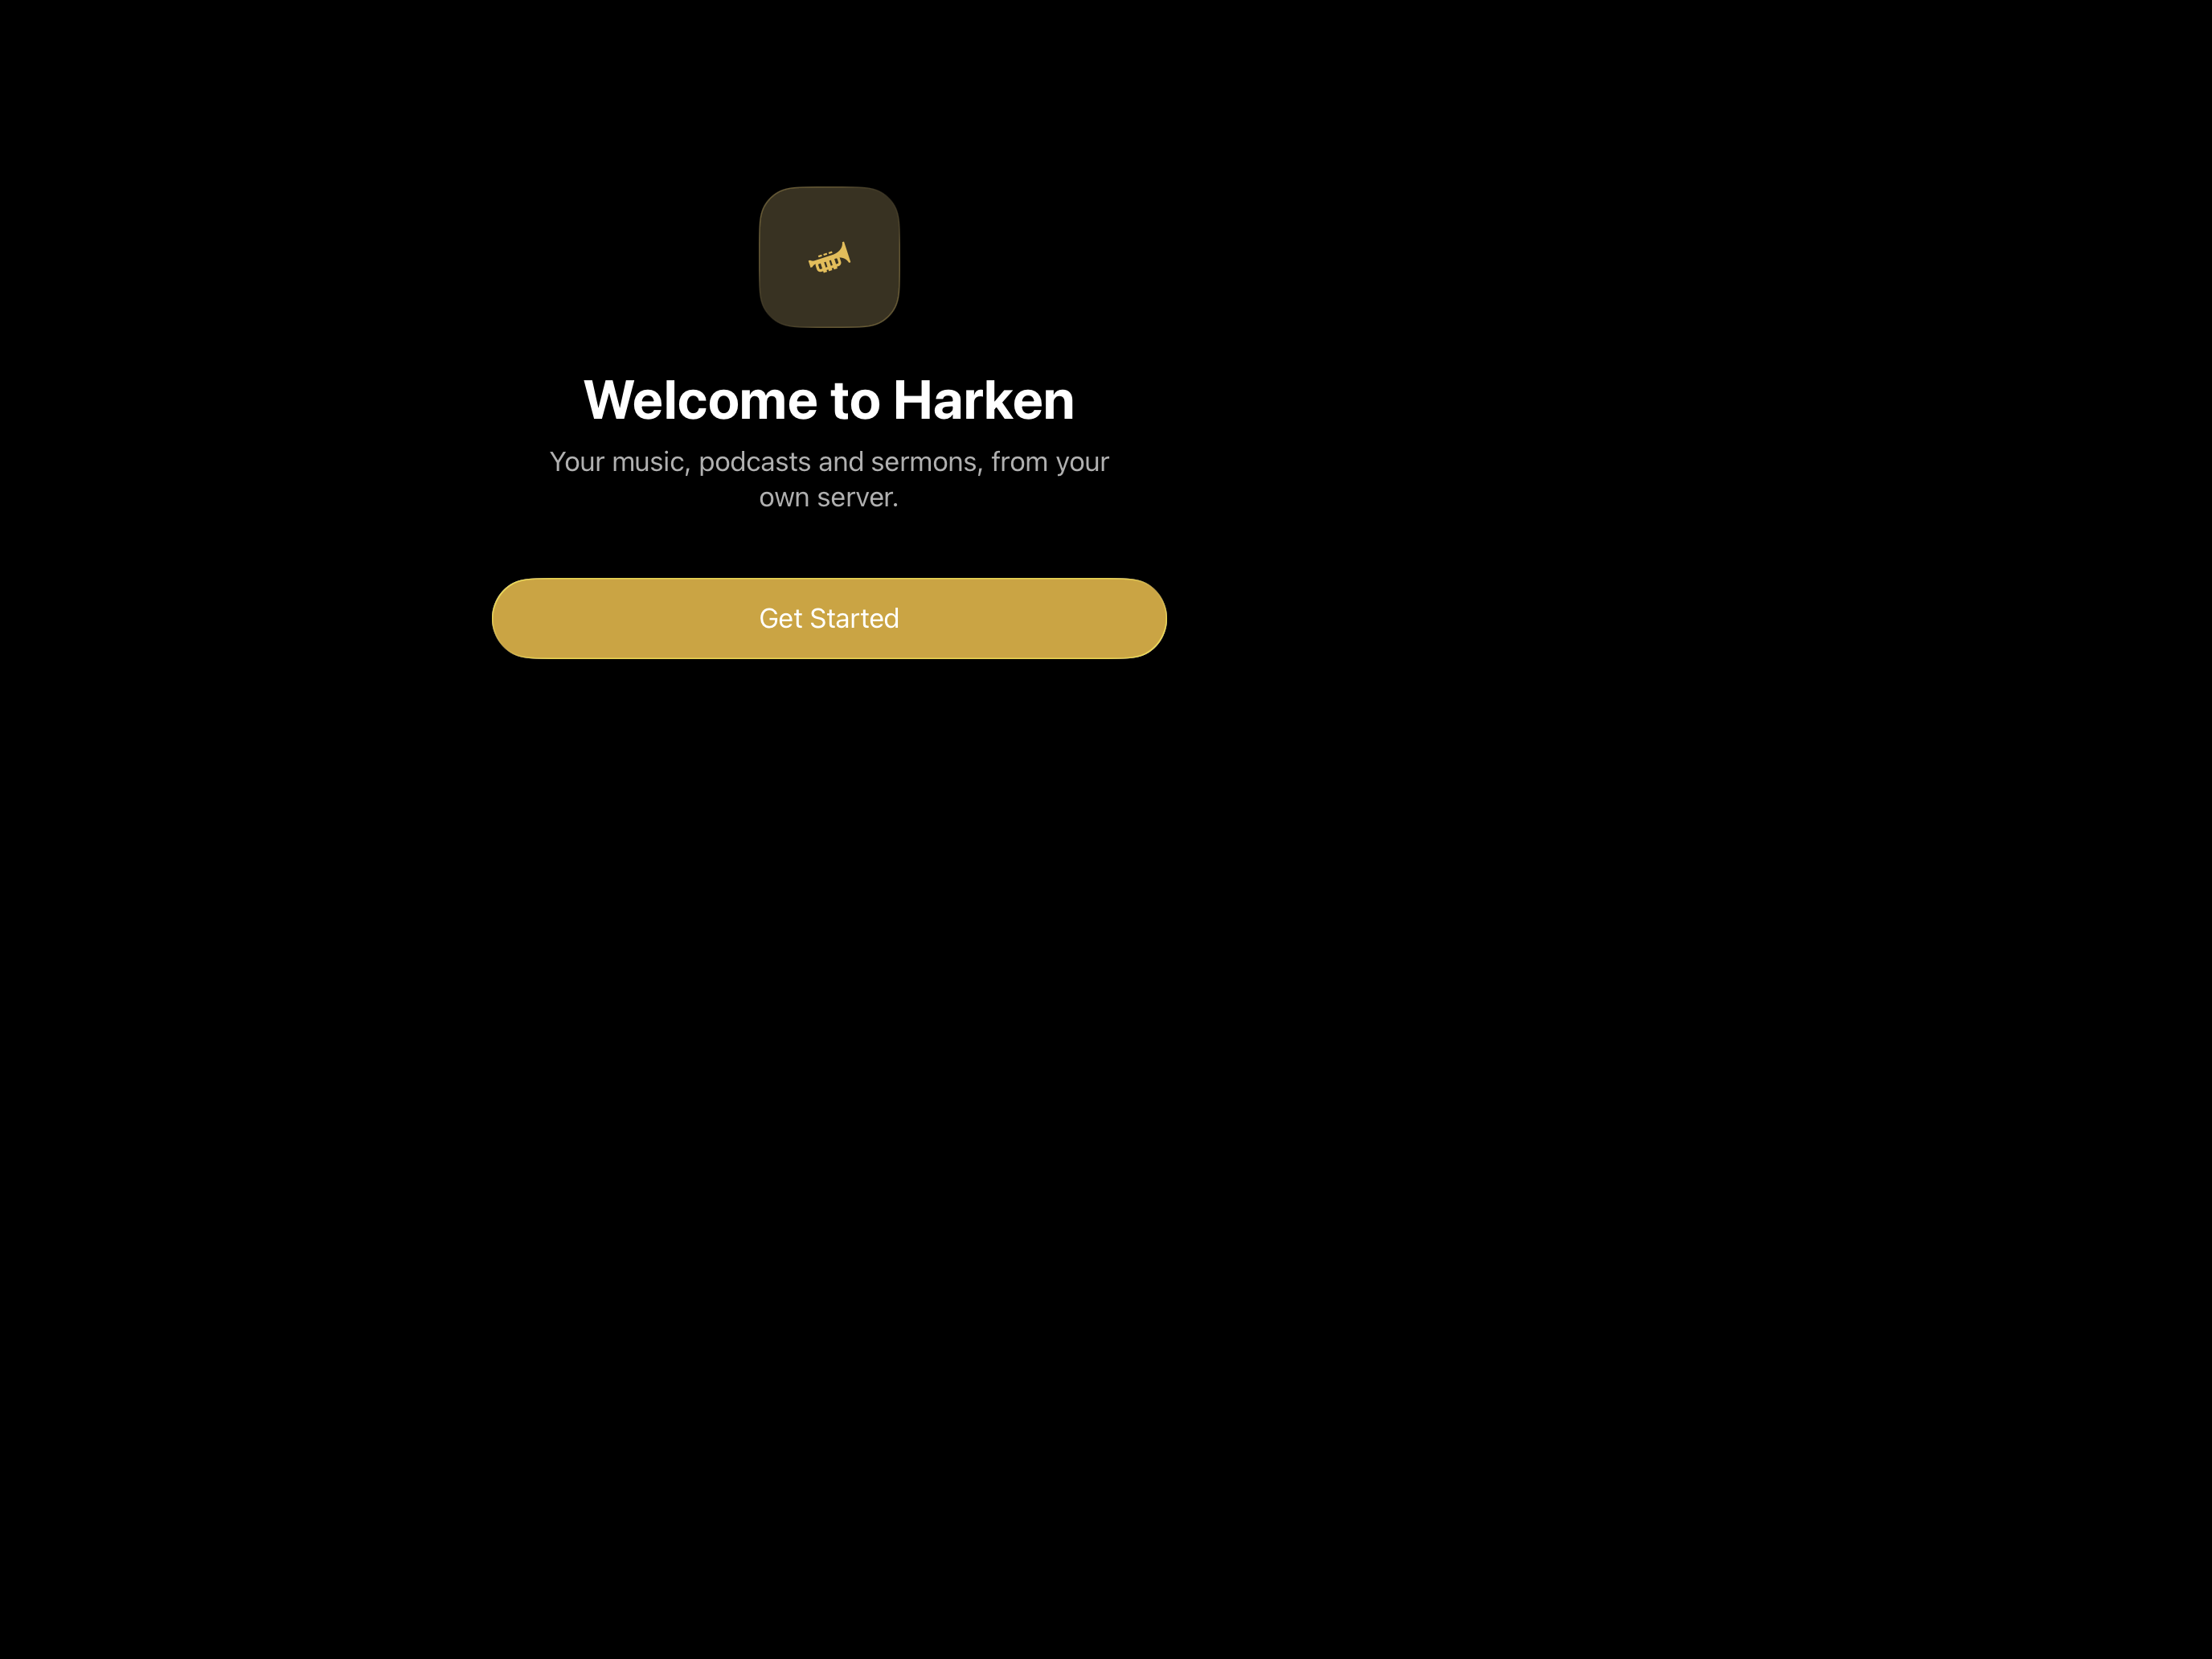 Welcome to Harken
Your music, podcasts and sermons, from your
own server.
Get Started